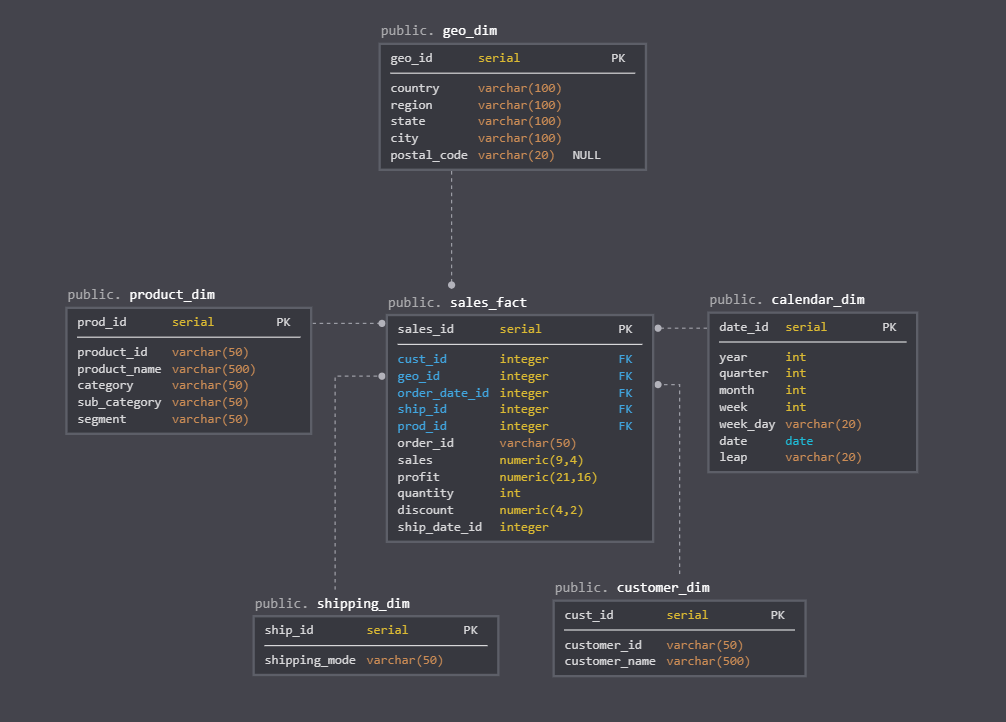 public. geo_dim
geo_id serial PK
country varchar(100)
region varchar(100)
state varchar(100)
city varchar(100)
postal_code varchar(20) NULL
public. product_dim
prod_id serial PK
product_id varchar(50)
product_name varchar(500)
category varchar(50)
sub_category varchar(50)
segment varchar(50)
public. sales_fact
sales_id serial PK
cust_id integer FK
geo_id integer FK
order_date_id integer FK
ship_id integer FK
prod_id integer FK
order_id varchar(50)
sales numeric(9,4)
profit numeric(21,16)
quantity int
discount numeric(4,2)
ship_date_id integer
public. calendar_dim
date_id serial PK
year int
quarter int
month int
week int
week_day varchar(20)
date date
leap varchar(20)
public. shipping_dim
ship_id serial PK
shipping_mode varchar(50)
public. customer_dim
cust_id serial PK
customer_id varchar(50)
customer_name varchar(500)